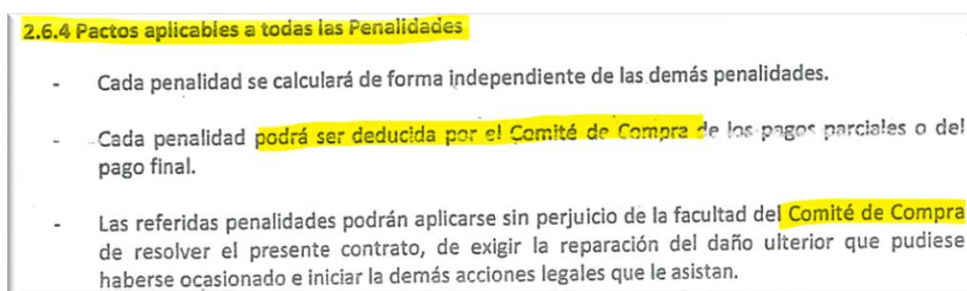 2.6.4 Pactos aplicables a todas las Penalidades
- Cada penalidad se calculará de forma independiente de las demás penalidades.
- Cada penalidad podrá ser deducida por el Comité de Compra de los pagos parciales o del
pago final.
- Las referidas penalidades podrán aplicarse sin perjuicio de la facultad del Comité de Compra
de resolver el presente contrato, de exigir la reparación del daño ulterior que pudiese
haberse ocasionado e iniciar la demás acciones legales que le asistan.